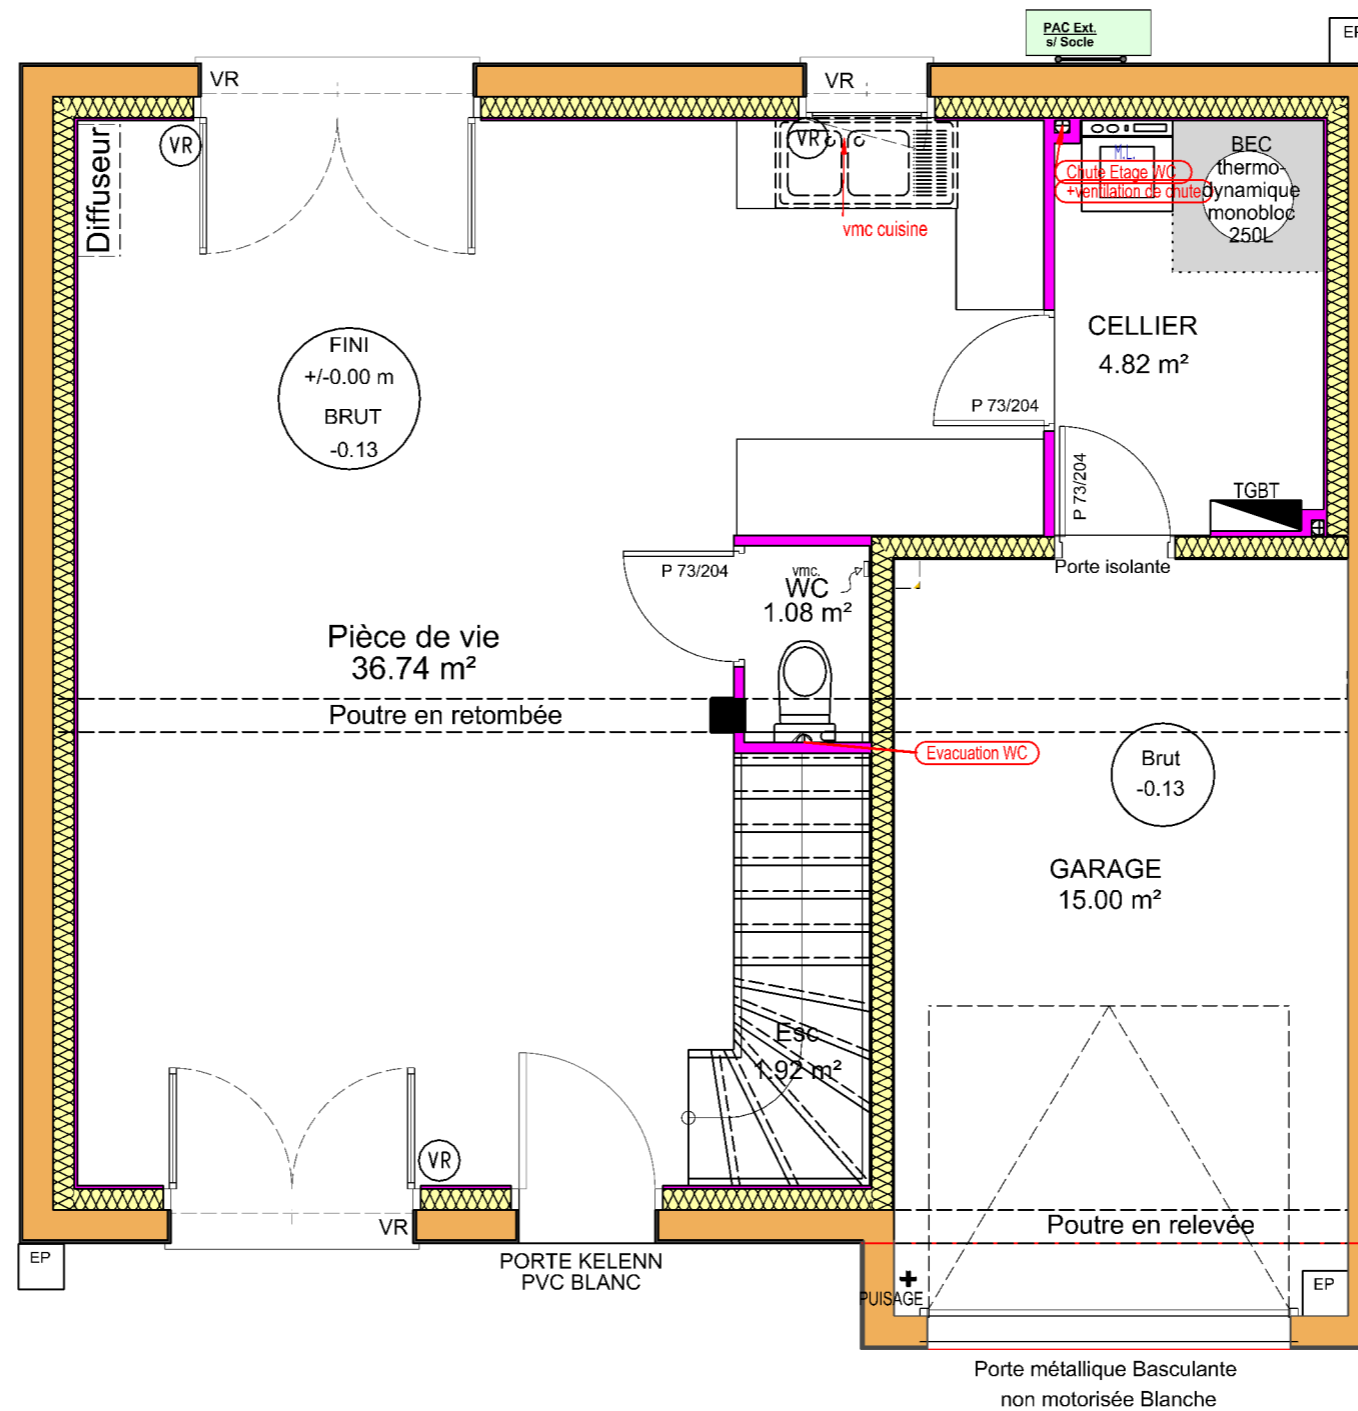 PAC Ext.
s/ Socle
EP
VR
VR
Diffuseur
VR
VR
M.L.
BEC
thermo-
dynamique
monobloc
250L
Chute Etage WC
+ventilation de chute
vmc cuisine
FINI
+/-0.00 m
BRUT
-0.13
CELLIER
4.82 m²
P 73/204
P 73/204
TGBT
Porte isolante
P 73/204
vmc.
WC
1.08 m²
Pièce de vie
36.74 m²
Poutre en retombée
Evacuation WC
Brut
-0.13
GARAGE
15.00 m²
Esc
1.92 m²
VR
VR
Poutre en relevée
EP
PORTE KELENN
PVC BLANC
PUISAGE
EP
Porte métallique Basculante
non motorisée Blanche